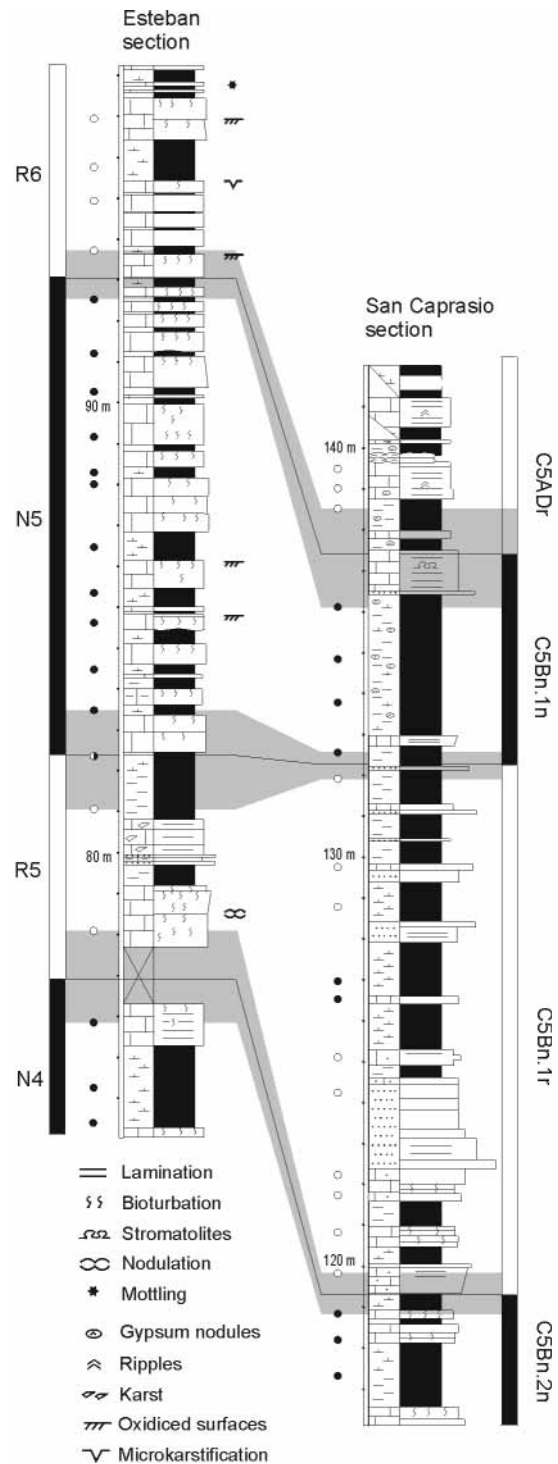 Esteban
section
R6
N5
R5
N4
90 m
80 m
San Caprasio
section
140 m
130 m
120 m
C5ADr
C5Bn.1n
C5Bn.1r
C5Bn.2n
Lamination
Bioturbation
Stromatolites
Nodulation
Mottling
Gypsum nodules
Ripples
Karst
Oxidiced surfaces
Microkarstification